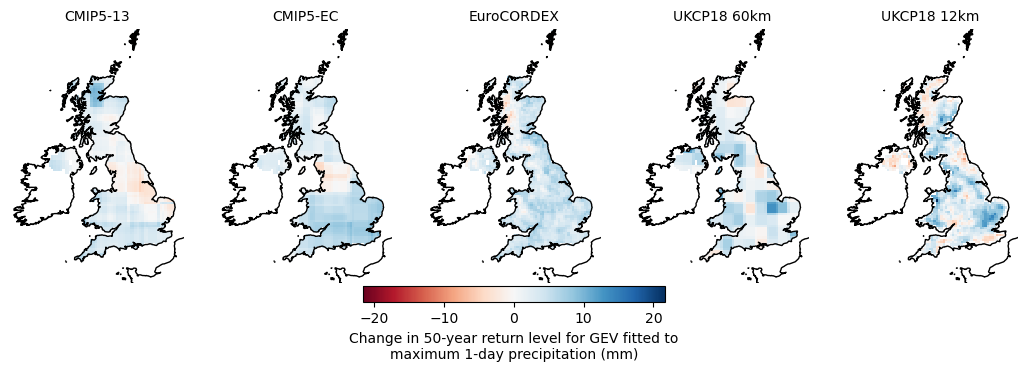 CMIP5-13
CMIP5-EC
EuroCORDEX
UKCP18 60km
UKCP18 12km
−20
−10
0
10
20
Change in 50-year return level for GEV fitted to
maximum 1-day precipitation (mm)